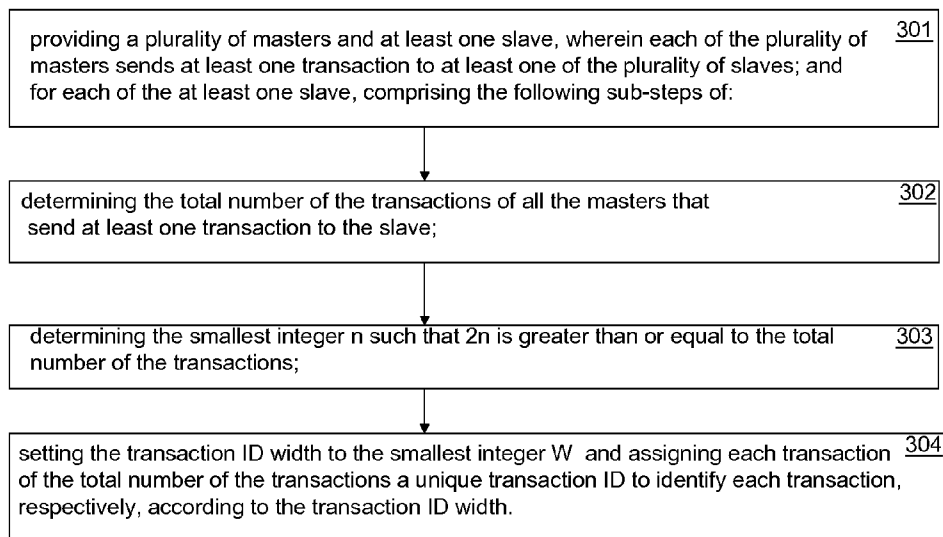 providing a plurality of masters and at least one slave, wherein each of the plurality of 301
masters sends at least one transaction to at least one of the plurality of slaves; and
for each of the at least one slave, comprising the following sub-steps of:
determining the total number of the transactions of all the masters that 302
send at least one transaction to the slave;
determining the smallest integer n such that 2n is greater than or equal to the total 303
number of the transactions;
setting the transaction ID width to the smallest integer W and assigning each transaction 304
of the total number of the transactions a unique transaction ID to identify each transaction,
respectively, according to the transaction ID width.